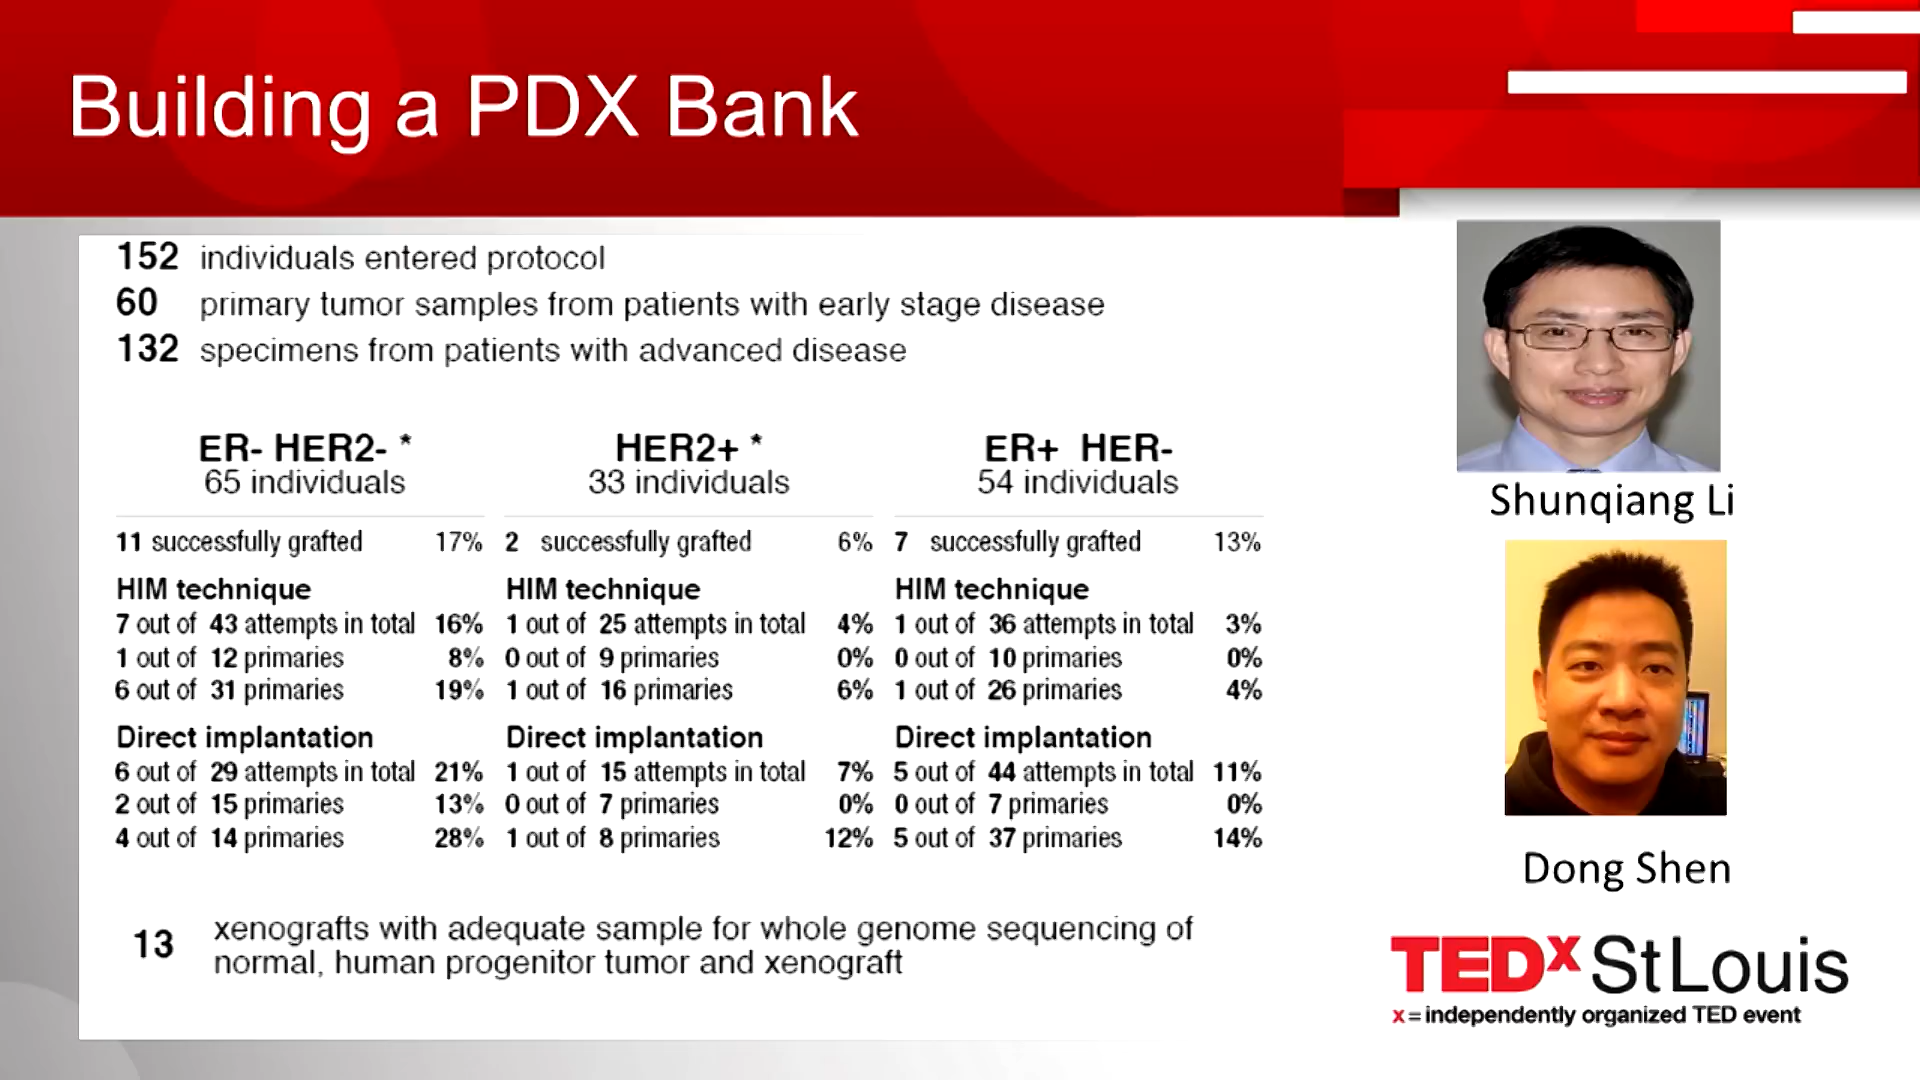 Building a PDX Bank
152 individuals entered protocol
60 primary tumor samples from patients with early stage disease
132 specimens from patients with advanced disease
ER- HER2- *
65 individuals
11 successfully grafted 17%
HIM technique
7 out of 43 attempts in total 16%
1 out of 12 primaries 8%
6 out of 31 primaries 19%
Direct implantation
6 out of 29 attempts in total 21%
2 out of 15 primaries 13%
4 out of 14 primaries 28%
HER2+ *
33 individuals
2 successfully grafted 6%
HIM technique
1 out of 25 attempts in total 4%
0 out of 9 primaries 0%
1 out of 16 primaries 6%
Direct implantation
1 out of 15 attempts in total 7%
0 out of 7 primaries 0%
1 out of 8 primaries 12%
ER+ HER-
54 individuals
7 successfully grafted 13%
HIM technique
1 out of 36 attempts in total 3%
0 out of 10 primaries 0%
1 out of 26 primaries 4%
Direct implantation
5 out of 44 attempts in total 11%
0 out of 7 primaries 0%
5 out of 37 primaries 14%
13 xenografts with adequate sample for whole genome sequencing of
normal, human progenitor tumor and xenograft
Shunqiang Li
Dong Shen
TEDx StLouis
x = independently organized TED event